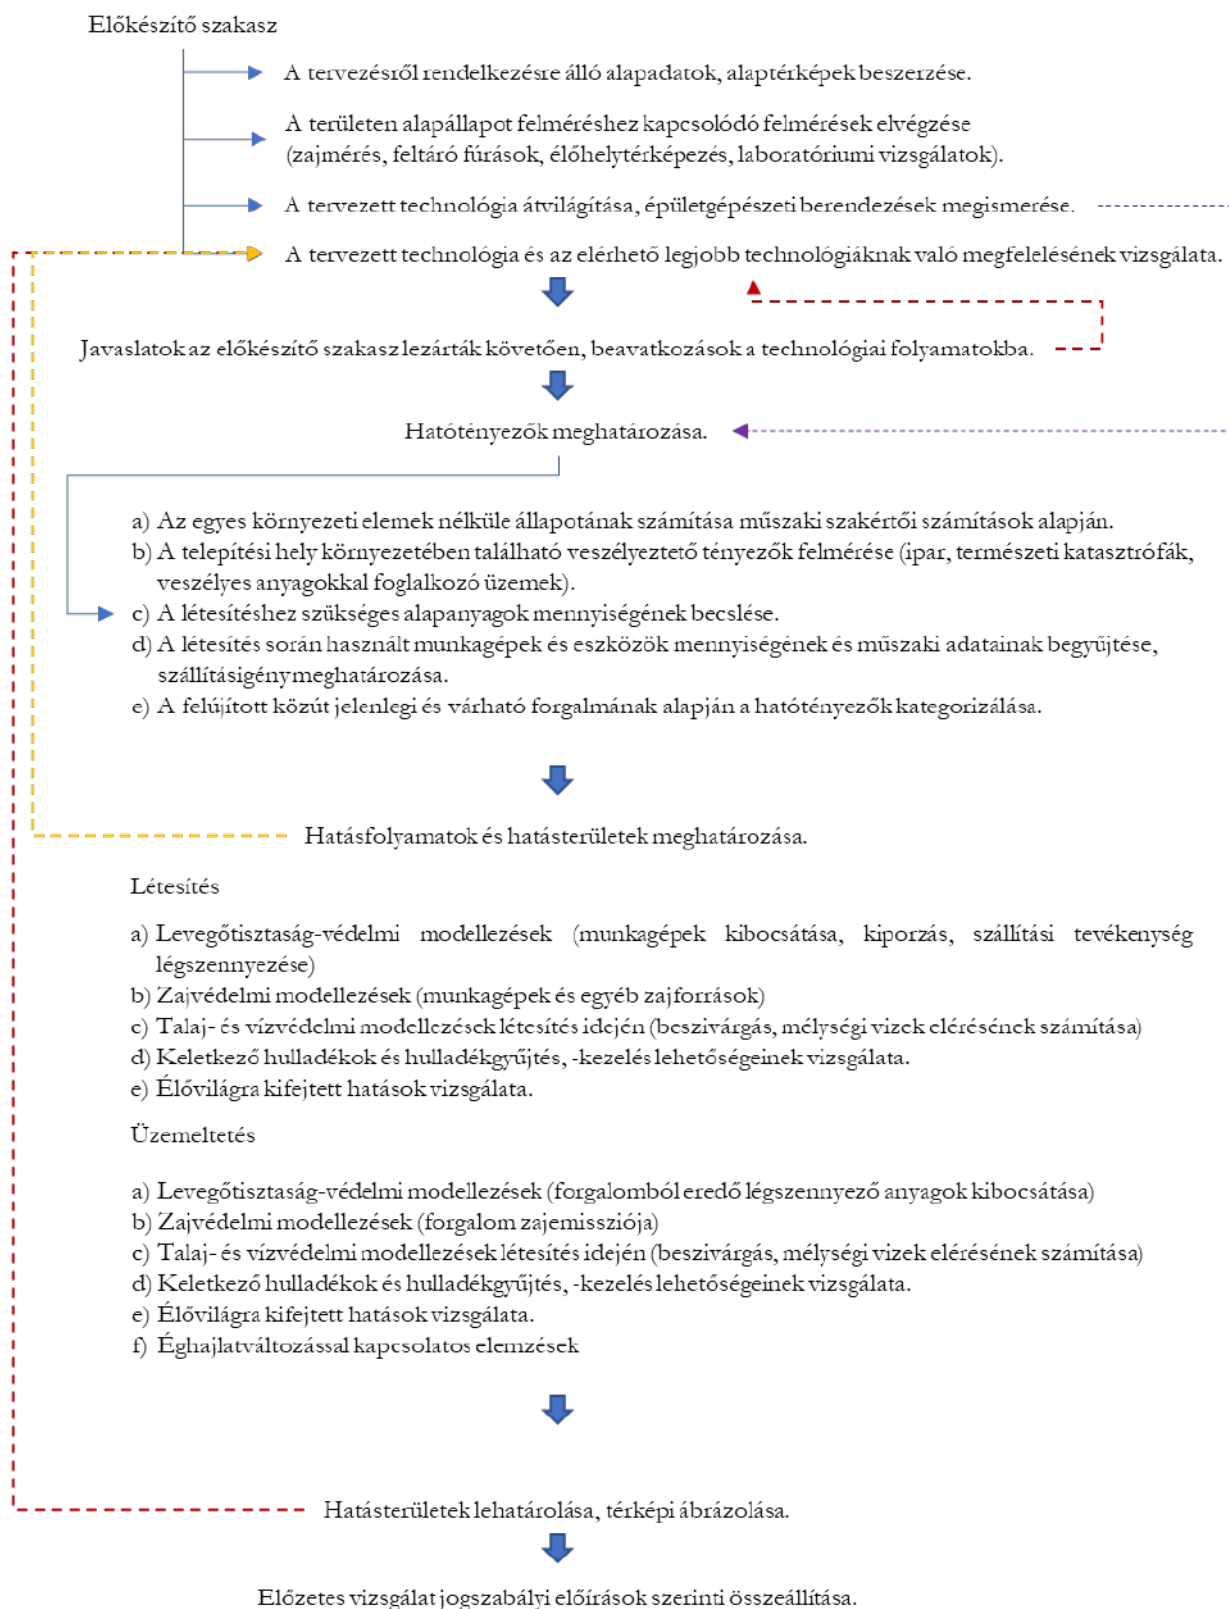 Előkészítő szakasz
A tervezésről rendelkezésre álló alapadatok, alaptérképek beszerzése.
A területen alapállapot felméréshez kapcsolódó felmérések elvégzése
(zajmérés, feltáró fúrások, élőhelytérképezés, laboratóriumi vizsgálatok).
A tervezett technológia átvilágítása, épületgépészeti berendezések megismerése.
A tervezett technológia és az elérhető legjobb technológiáknak való megfelelésének vizsgálata.
Javaslatok az előkészítő szakasz lezárták követően, beavatkozások a technológiai folyamatokba.
Hatótényezők meghatározása.
a) Az egyes környezeti elemek nélküle állapotának számítása műszaki szakértői számítások alapján.
b) A telepítési hely környezetében található veszélyeztető tényezők felmérése (ipar, természeti katasztrófák,
veszélyes anyagokkal foglalkozó üzemek).
c) A létesítéshez szükséges alapanyagok mennyiségének becslése.
d) A létesítés során használt munkagépek és eszközök mennyiségének és műszaki adatainak begyűjtése,
szállításigény meghatározása.
e) A felújított közút jelenlegi és várható forgalmának alapján a hatótényezők kategorizálása.
Hatásfolyamatok és hatásterületek meghatározása.
Létesítés
a) Levegőtisztaság-védelmi modellezések (munkagépek kibocsátása, kiporzás, szállítási tevékenység
légszennyezése)
b) Zajvédelmi modellezések (munkagépek és egyéb zajforrások)
c) Talaj- és vízvédelmi modellezések létesítés idején (beszivárgás, mélységi vizek elérésének számítása)
d) Keletkező hulladékok és hulladékgyűjtés, -kezelés lehetőségeinek vizsgálata.
e) Élővilágra kifejtett hatások vizsgálata.
Üzemeltetés
a) Levegőtisztaság-védelmi modellezések (forgalomból eredő légszennyező anyagok kibocsátása)
b) Zajvédelmi modellezések (forgalom zajemissziója)
c) Talaj- és vízvédelmi modellezések létesítés idején (beszivárgás, mélységi vizek elérésének számítása)
d) Keletkező hulladékok és hulladékgyűjtés, -kezelés lehetőségeinek vizsgálata.
e) Élővilágra kifejtett hatások vizsgálata.
f) Éghajlatváltozással kapcsolatos elemzések
Hatásterületek lehatárolása, térképi ábrázolása.
Előzetes vizsgálat jogszabályi előírások szerinti összeállítása.